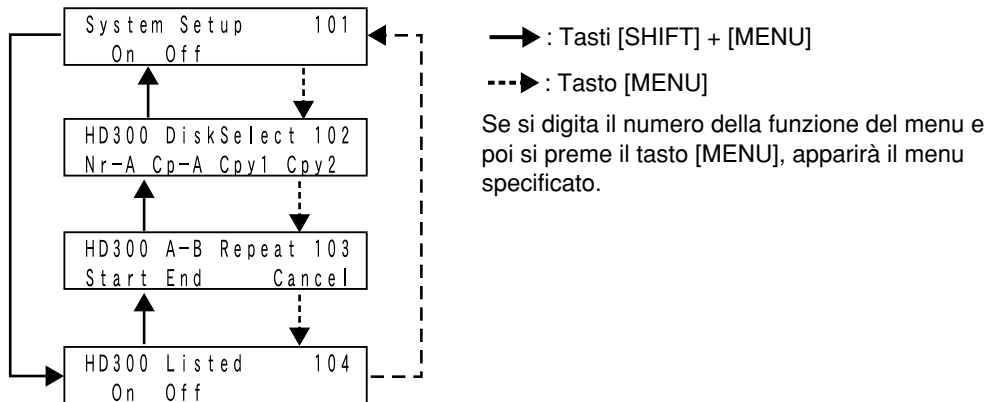 System Setup 101
On Off
HD300 DiskSelect 102
Nr-A Cp-A Cpy1 Cpy2
HD300 A-B Repeat 103
Start End Cancel
HD300 Listed 104
On Off
: Tasti [SHIFT] + [MENU]
: Tasto [MENU]
Se si digita il numero della funzione del menu e
poi si preme il tasto [MENU], apparirà il menu
specificato.